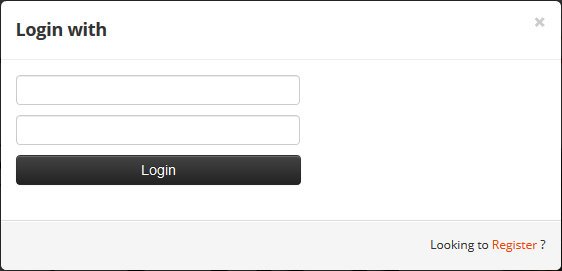 Login with
×
Login
Looking to Register ?